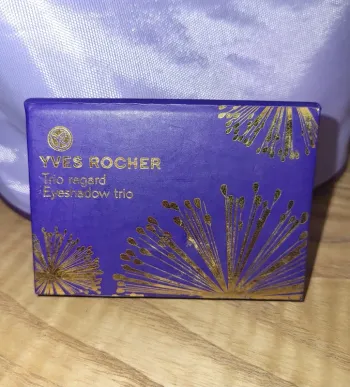 YVES ROCHER
Trio regard
Eyeshadow trio